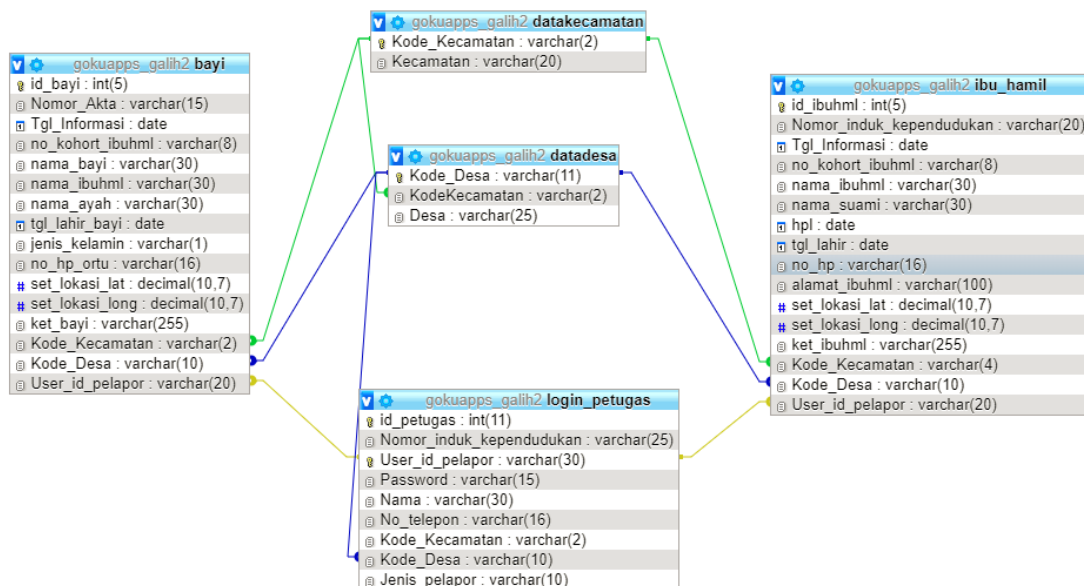 gokuapps_galih2 datakecamatan
Kode_Kecamatan : varchar(2)
Kecamatan : varchar(20)
gokuapps_galih2 bayi
id_bayi : int(5)
Nomor_Akta : varchar(15)
Tgl_Informasi : date
no_kohort_ibuhml : varchar(8)
nama_bayi : varchar(30)
nama_ibuhml : varchar(30)
nama_ayah : varchar(30)
tgl_lahir_bayi : date
jenis_kelamin : varchar(1)
no_hp_ortu : varchar(16)
# set_lokasi_lat : decimal(10,7)
# set_lokasi_long : decimal(10,7)
ket_bayi : varchar(255)
Kode_Kecamatan : varchar(2)
Kode_Desa : varchar(10)
User_id_pelapor : varchar(20)
gokuapps_galih2 datadesa
Kode_Desa : varchar(11)
KodeKecamatan : varchar(2)
Desa : varchar(25)
gokuapps_galih2 ibu_hamil
id_ibuhml : int(5)
Nomor_induk_kependudukan : varchar(20)
Tgl_Informasi : date
no_kohort_ibuhml : varchar(8)
nama_ibuhml : varchar(30)
nama_suami : varchar(30)
hpl : date
tgl_lahir : date
no_hp : varchar(16)
alamat_ibuhml : varchar(100)
# set_lokasi_lat : decimal(10,7)
# set_lokasi_long : decimal(10,7)
ket_ibuhml : varchar(255)
Kode_Kecamatan : varchar(4)
Kode_Desa : varchar(10)
User_id_pelapor : varchar(20)
gokuapps_galih2 login_petugas
id_petugas : int(11)
Nomor_induk_kependudukan : varchar(25)
User_id_pelapor : varchar(30)
Password : varchar(15)
Nama : varchar(30)
No_telepon : varchar(16)
Kode_Kecamatan : varchar(2)
Kode_Desa : varchar(10)
Jenis_pelapor : varchar(10)